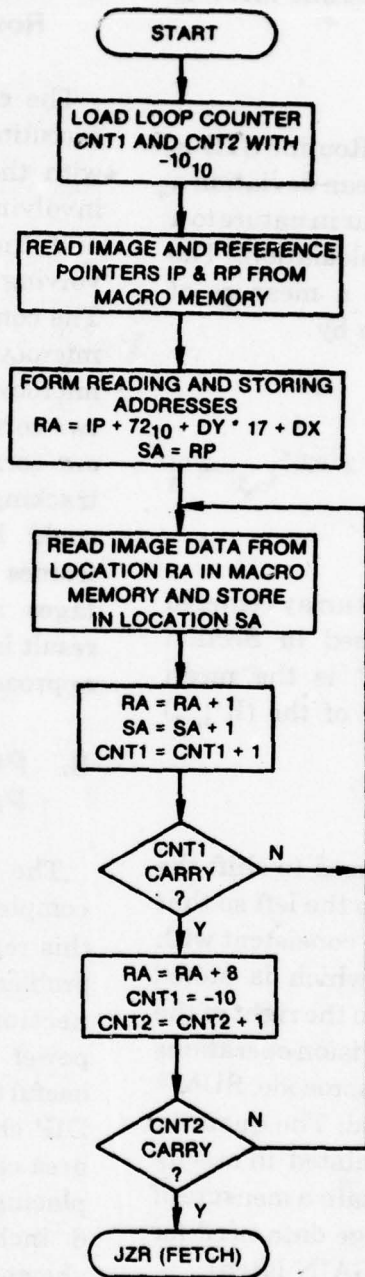 START
LOAD LOOP COUNTER
CNT1 AND CNT2 WITH
-10₁₀
READ IMAGE AND REFERENCE
POINTERS IP & RP FROM
MACRO MEMORY
FORM READING AND STORING
ADDRESSES
RA = IP + 72₁₀ + DY * 17 + DX
SA = RP
READ IMAGE DATA FROM
LOCATION RA IN MACRO
MEMORY AND STORE
IN LOCATION SA
RA = RA + 1
SA = SA + 1
CNT1 = CNT1 + 1
CNT1
CARRY
?
N
Y
RA = RA + 8
CNT1 = -10
CNT2 = CNT2 + 1
CNT2
CARRY
?
N
Y
JZR (FETCH)